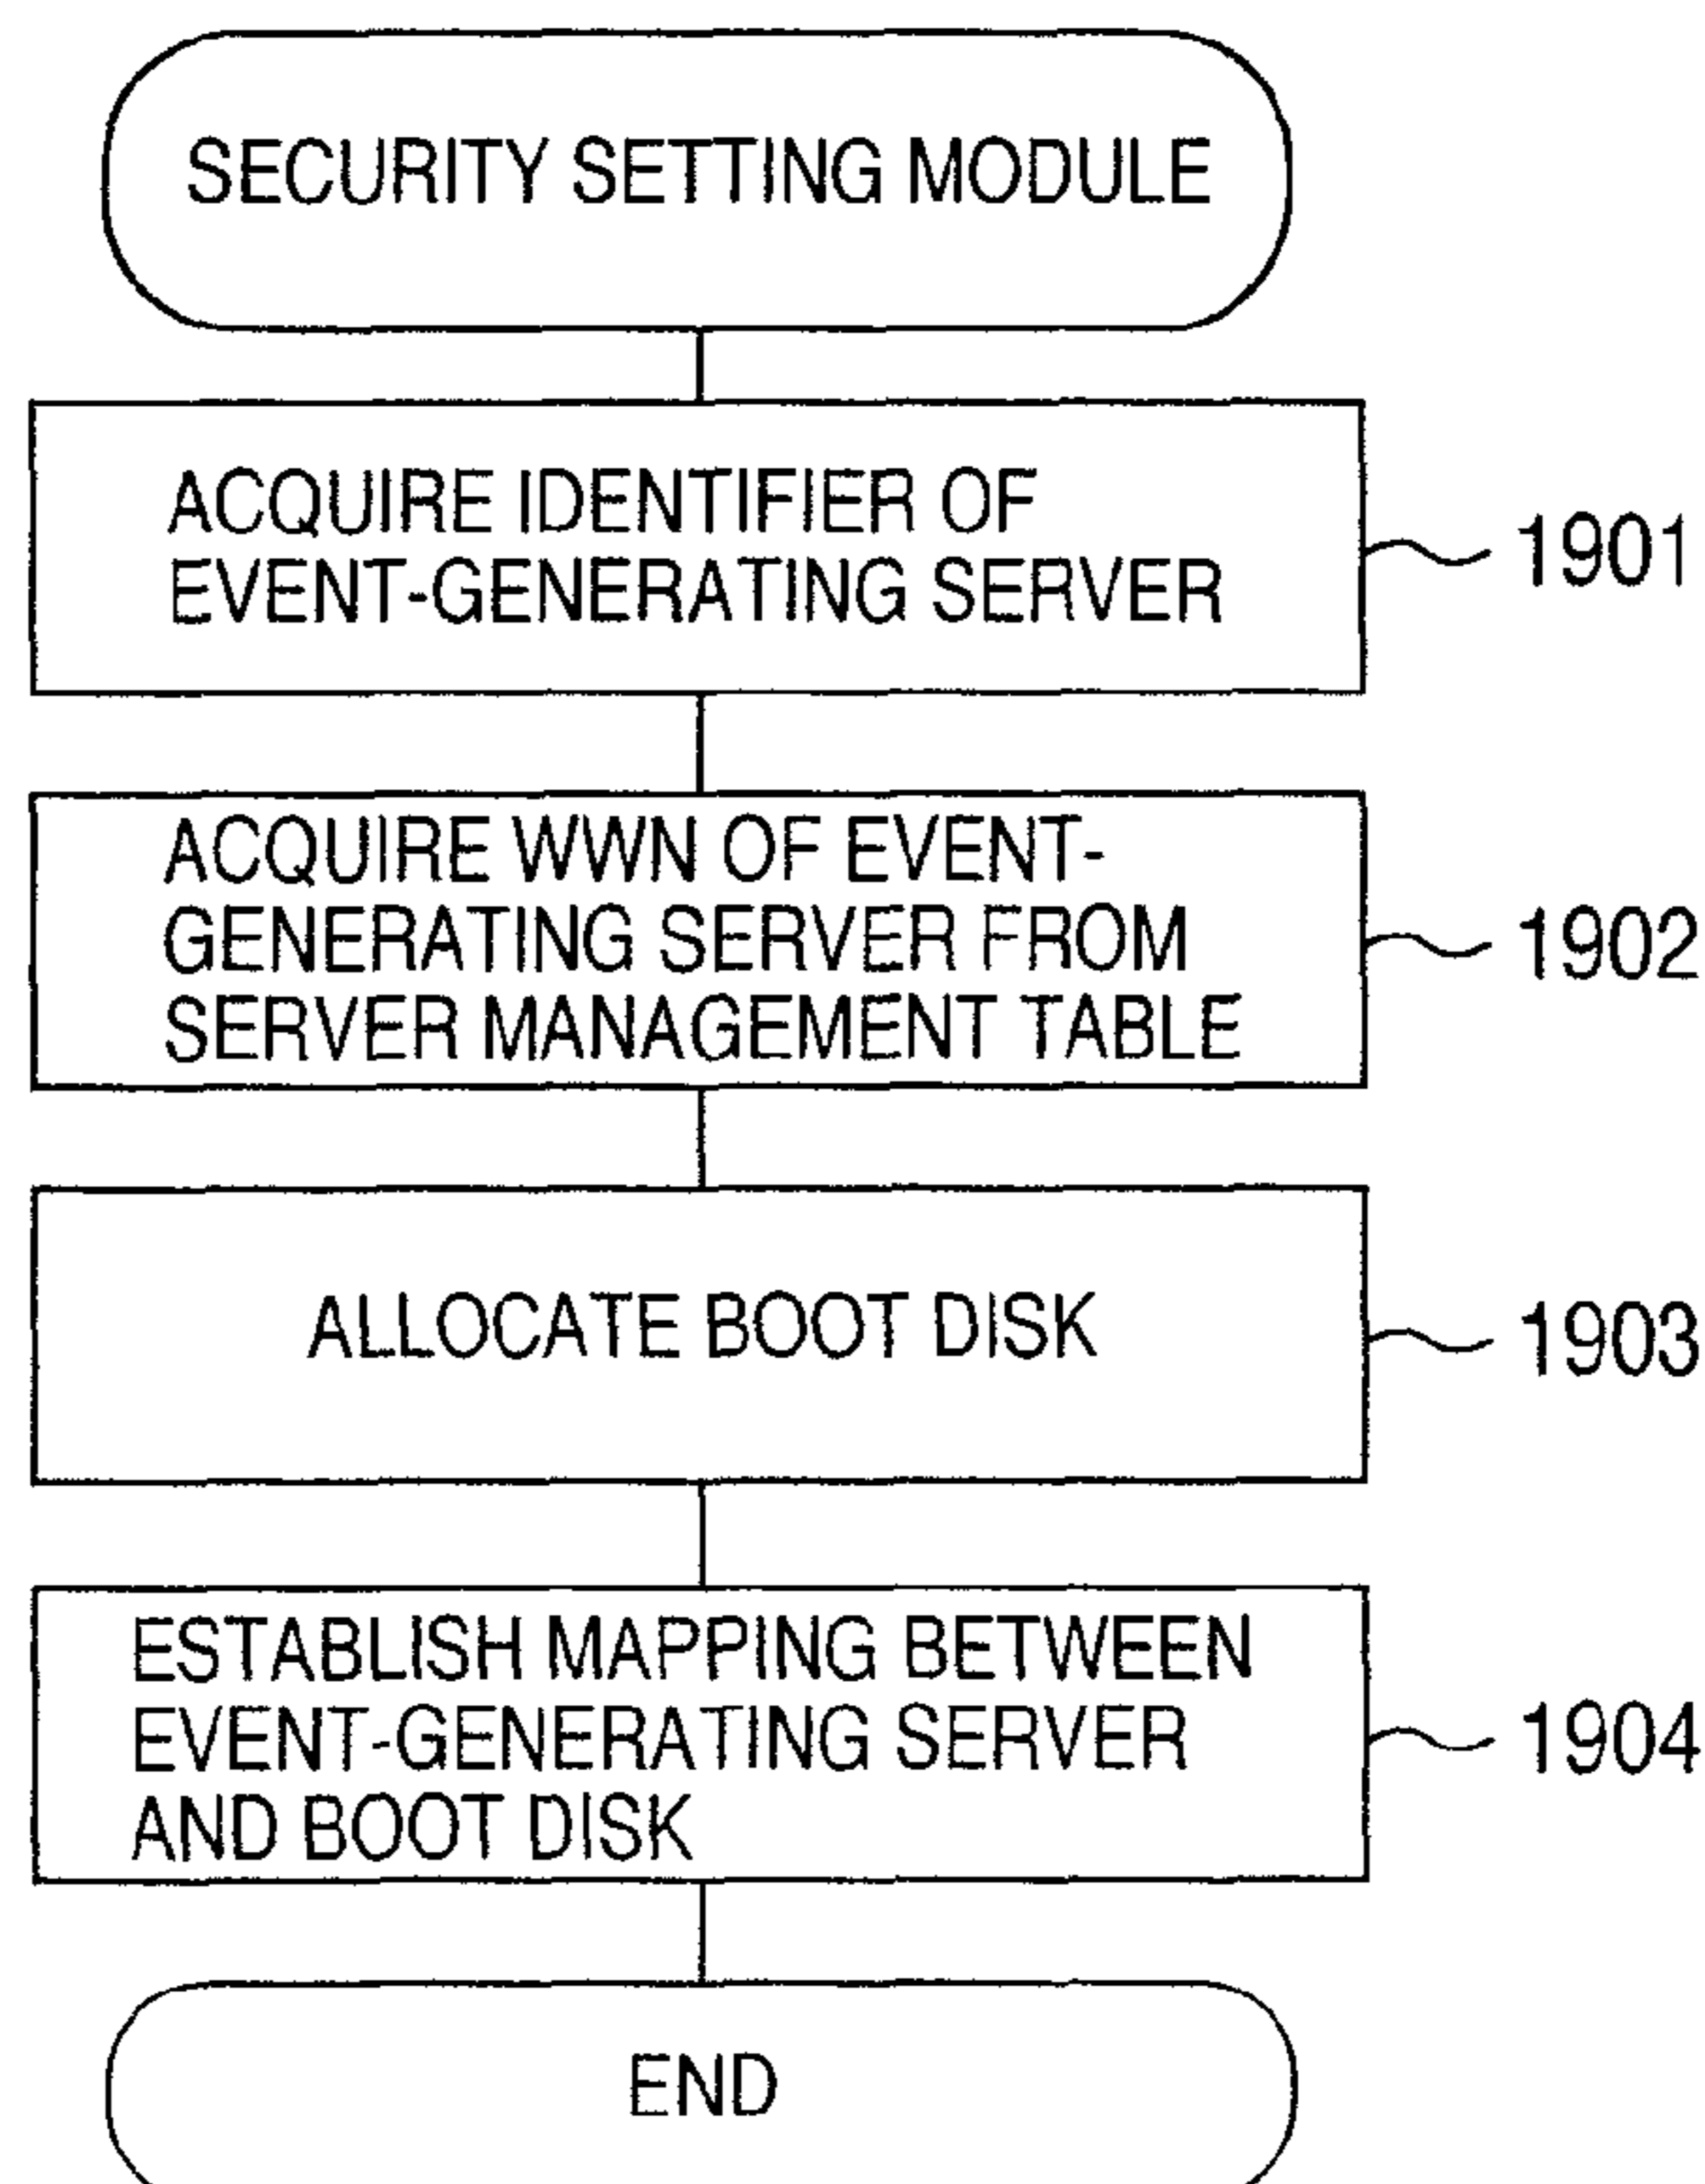 SECURITY SETTING MODULE
ACQUIRE IDENTIFIER OF
EVENT-GENERATING SERVER
1901
ACQUIRE WWN OF EVENT-
GENERATING SERVER FROM
SERVER MANAGEMENT TABLE
1902
ALLOCATE BOOT DISK
1903
ESTABLISH MAPPING BETWEEN
EVENT-GENERATING SERVER
AND BOOT DISK
1904
END